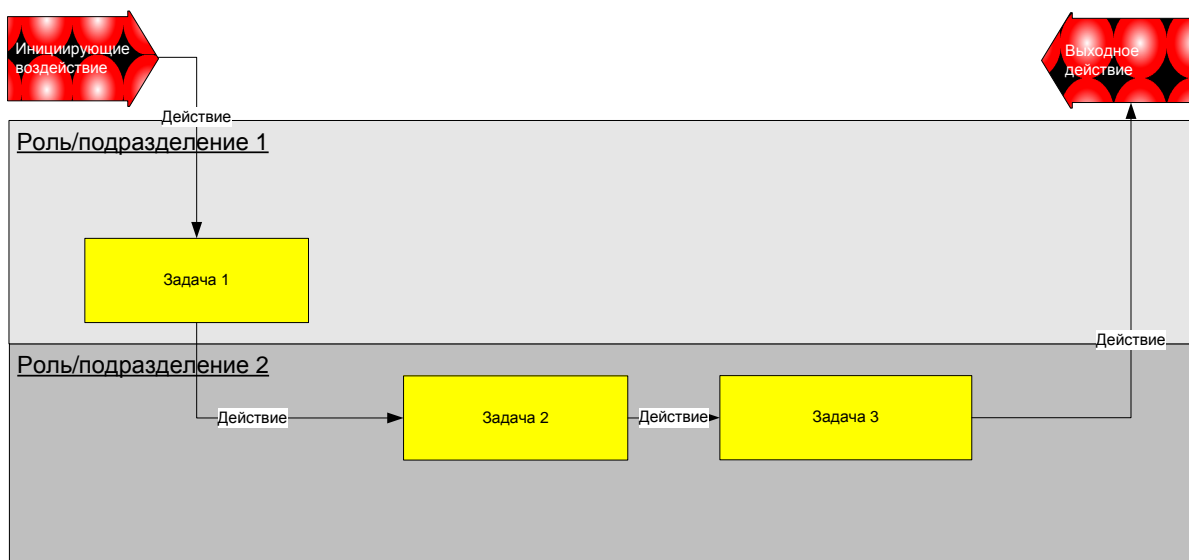 Инициирующие
воздействие
Выходное
действие
Действие
Роль/подразделение 1
Задача 1
Действие
Роль/подразделение 2
Действие
Задача 2
Действие
Задача 3